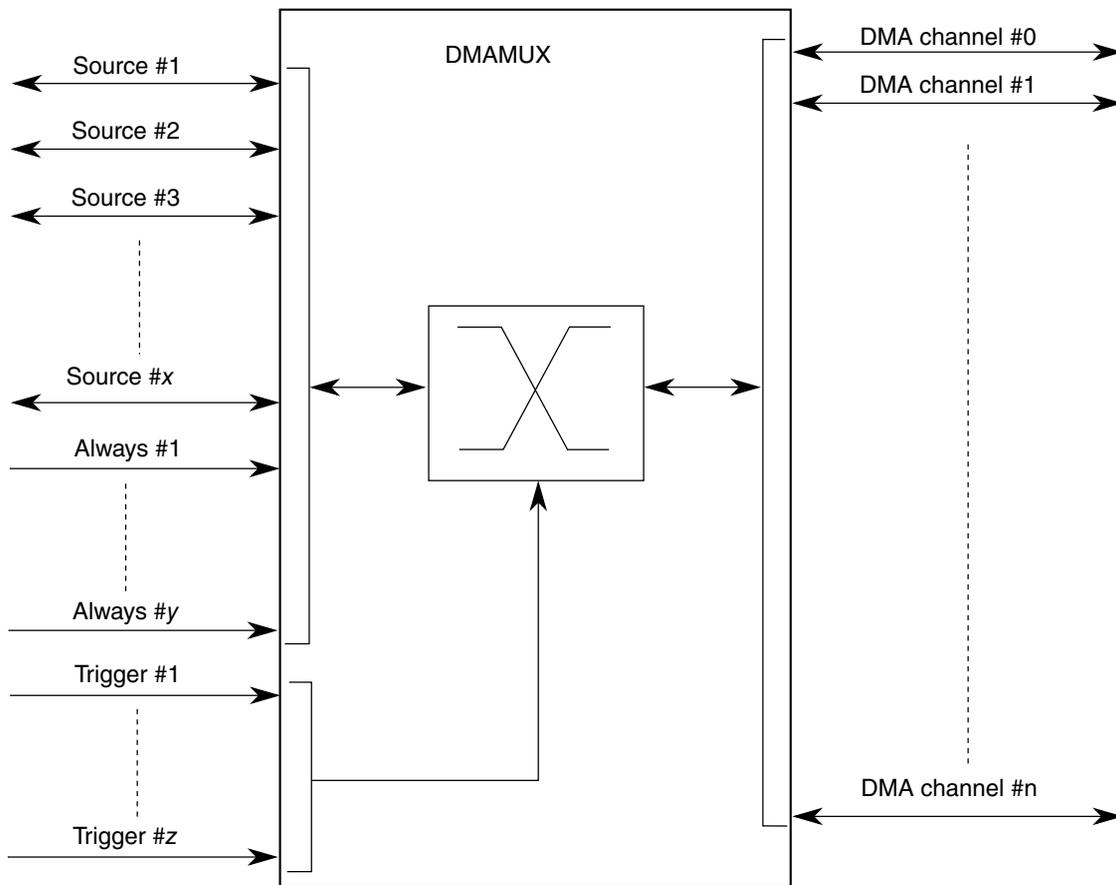 DMAMUX
Source #1
Source #2
Source #3
Source #x
Always #1
Always #y
Trigger #1
Trigger #z
DMA channel #0
DMA channel #1
DMA channel #n